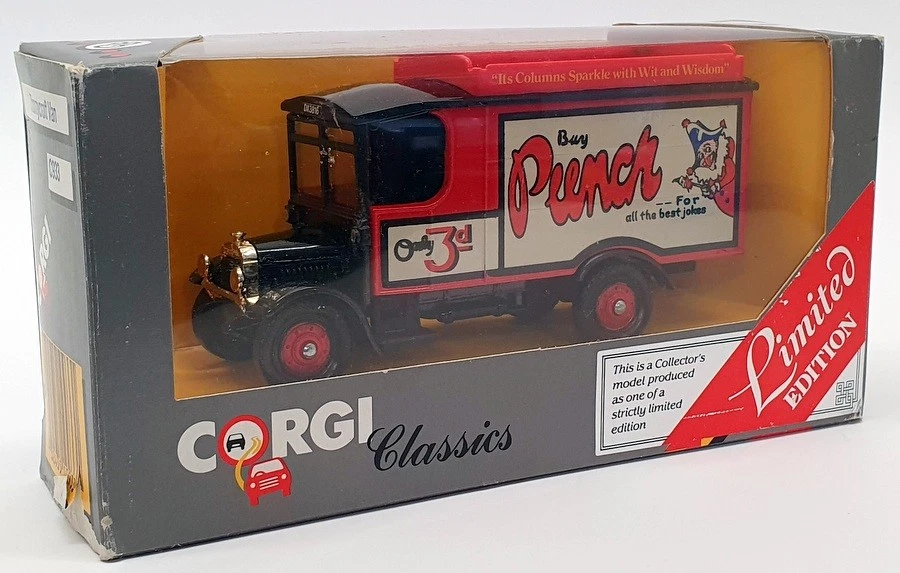 Thornycroft Van
C933
CORGI
"Its Columns Sparkle with Wit and Wisdom"
Buy
Punch
-- For
all the best jokes
Only 3d
CORGI Classics
This is a Collector's
model produced
as one of a
strictly limited
edition
Limited
EDITION